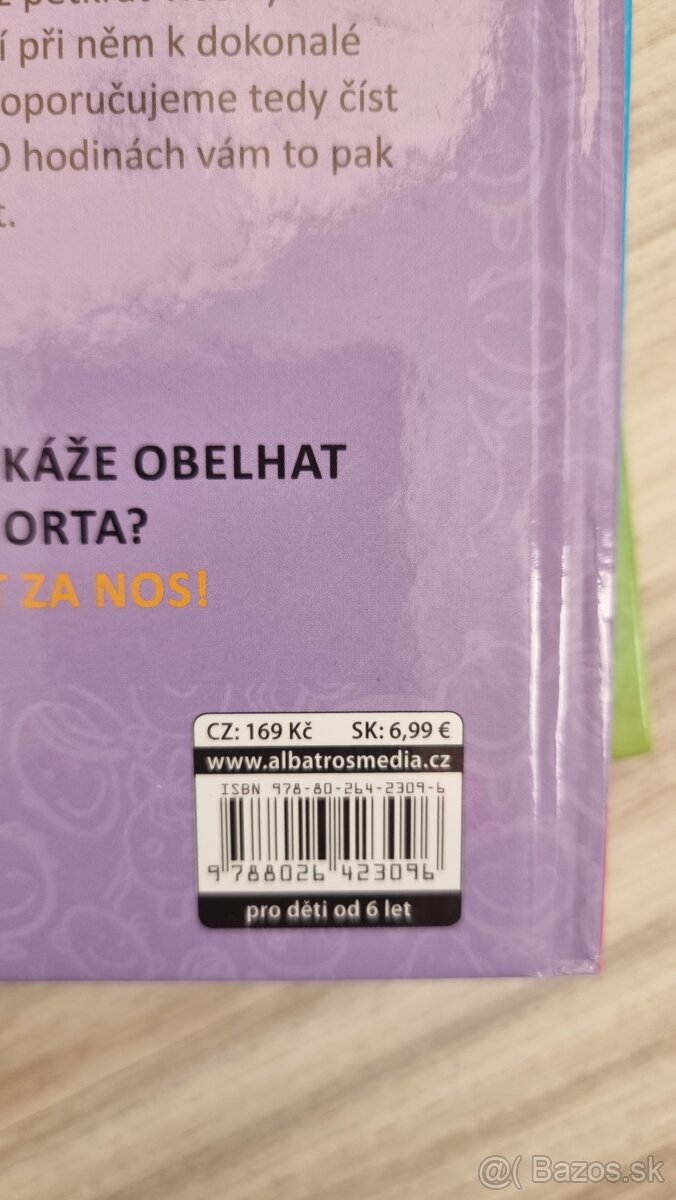 í při něm k dokonalé
oporučujeme tedy číst
O hodinách vám to pak
t.
KÁŽE OBELHAT
ORTA?
T ZA NOS!
CZ: 169 Kč SK: 6,99 €
www.albatrosmedia.cz
ISBN 978-80-264-2309-6
9 788026 423096
pro děti od 6 let
@( Bazos.sk